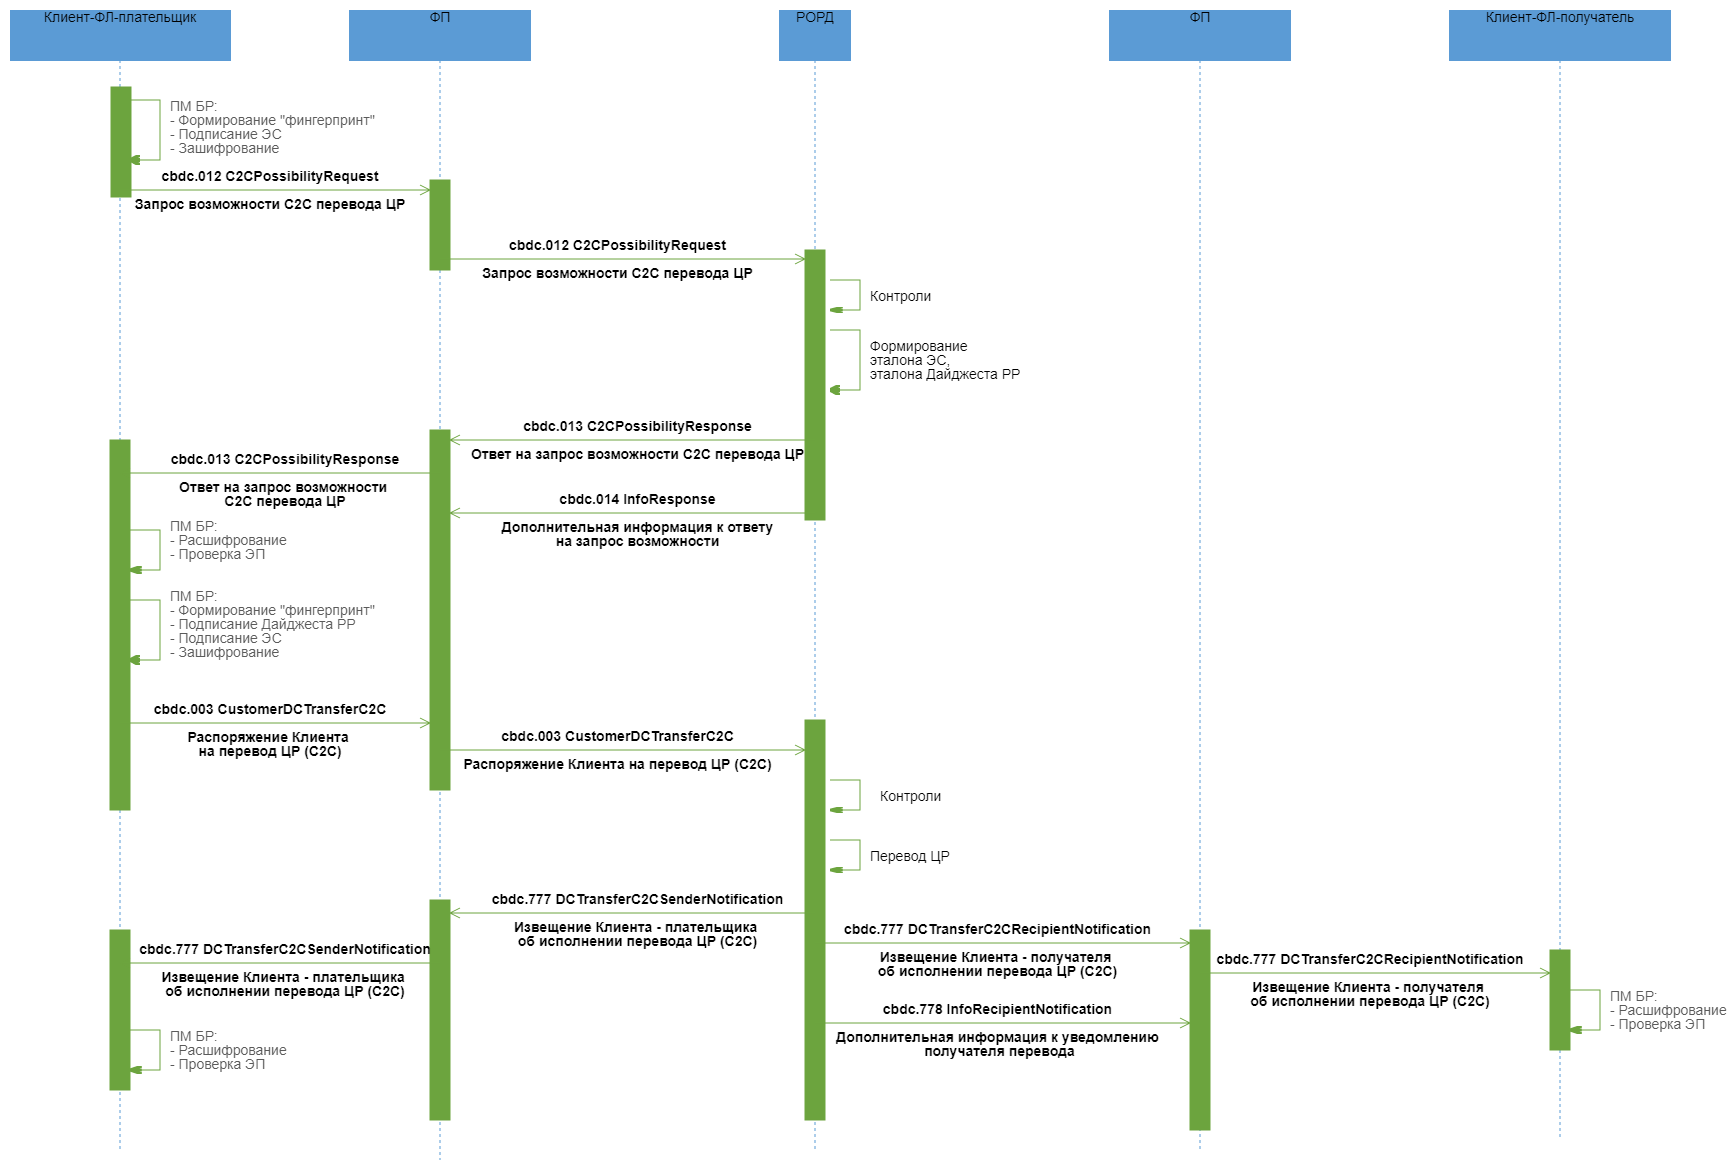 Клиент-ФЛ-плательщик
ФП
РОРД
ФП
Клиент-ФЛ-получатель
ПМ БР:
- Формирование "фингерпринт"
- Подписание ЭС
- Зашифрование
cbdc.012 C2CPossibilityRequest
Запрос возможности С2С перевода ЦР
cbdc.012 C2CPossibilityRequest
Запрос возможности С2С перевода ЦР
Контроли
Формирование
эталона ЭС,
эталона Дайджеста РР
cbdc.013 C2CPossibilityResponse
Ответ на запрос возможности С2С перевода ЦР
cbdc.013 C2CPossibilityResponse
Ответ на запрос возможности
С2С перевода ЦР
cbdc.014 InfoResponse
Дополнительная информация к ответу
на запрос возможности
ПМ БР:
- Расшифрование
- Проверка ЭП
ПМ БР:
- Формирование "фингерпринт"
- Подписание Дайджеста РР
- Подписание ЭС
- Зашифрование
cbdc.003 CustomerDCTransferC2C
Распоряжение Клиента
на перевод ЦР (С2С)
cbdc.003 CustomerDCTransferC2C
Распоряжение Клиента на перевод ЦР (С2С)
Контроли
Перевод ЦР
cbdc.777 DCTransferC2CSenderNotification
Извещение Клиента - плательщика
об исполнении перевода ЦР (С2С)
cbdc.777 DCTransferC2CSenderNotification
Извещение Клиента - плательщика
об исполнении перевода ЦР (С2С)
cbdc.777 DCTransferC2CRecipientNotification
Извещение Клиента - получателя
об исполнении перевода ЦР (С2С)
cbdc.777 DCTransferC2CRecipientNotification
Извещение Клиента - получателя
об исполнении перевода ЦР (С2С)
cbdc.778 InfoRecipientNotification
Дополнительная информация к уведомлению
получателя перевода
ПМ БР:
- Расшифрование
- Проверка ЭП
ПМ БР:
- Расшифрование
- Проверка ЭП